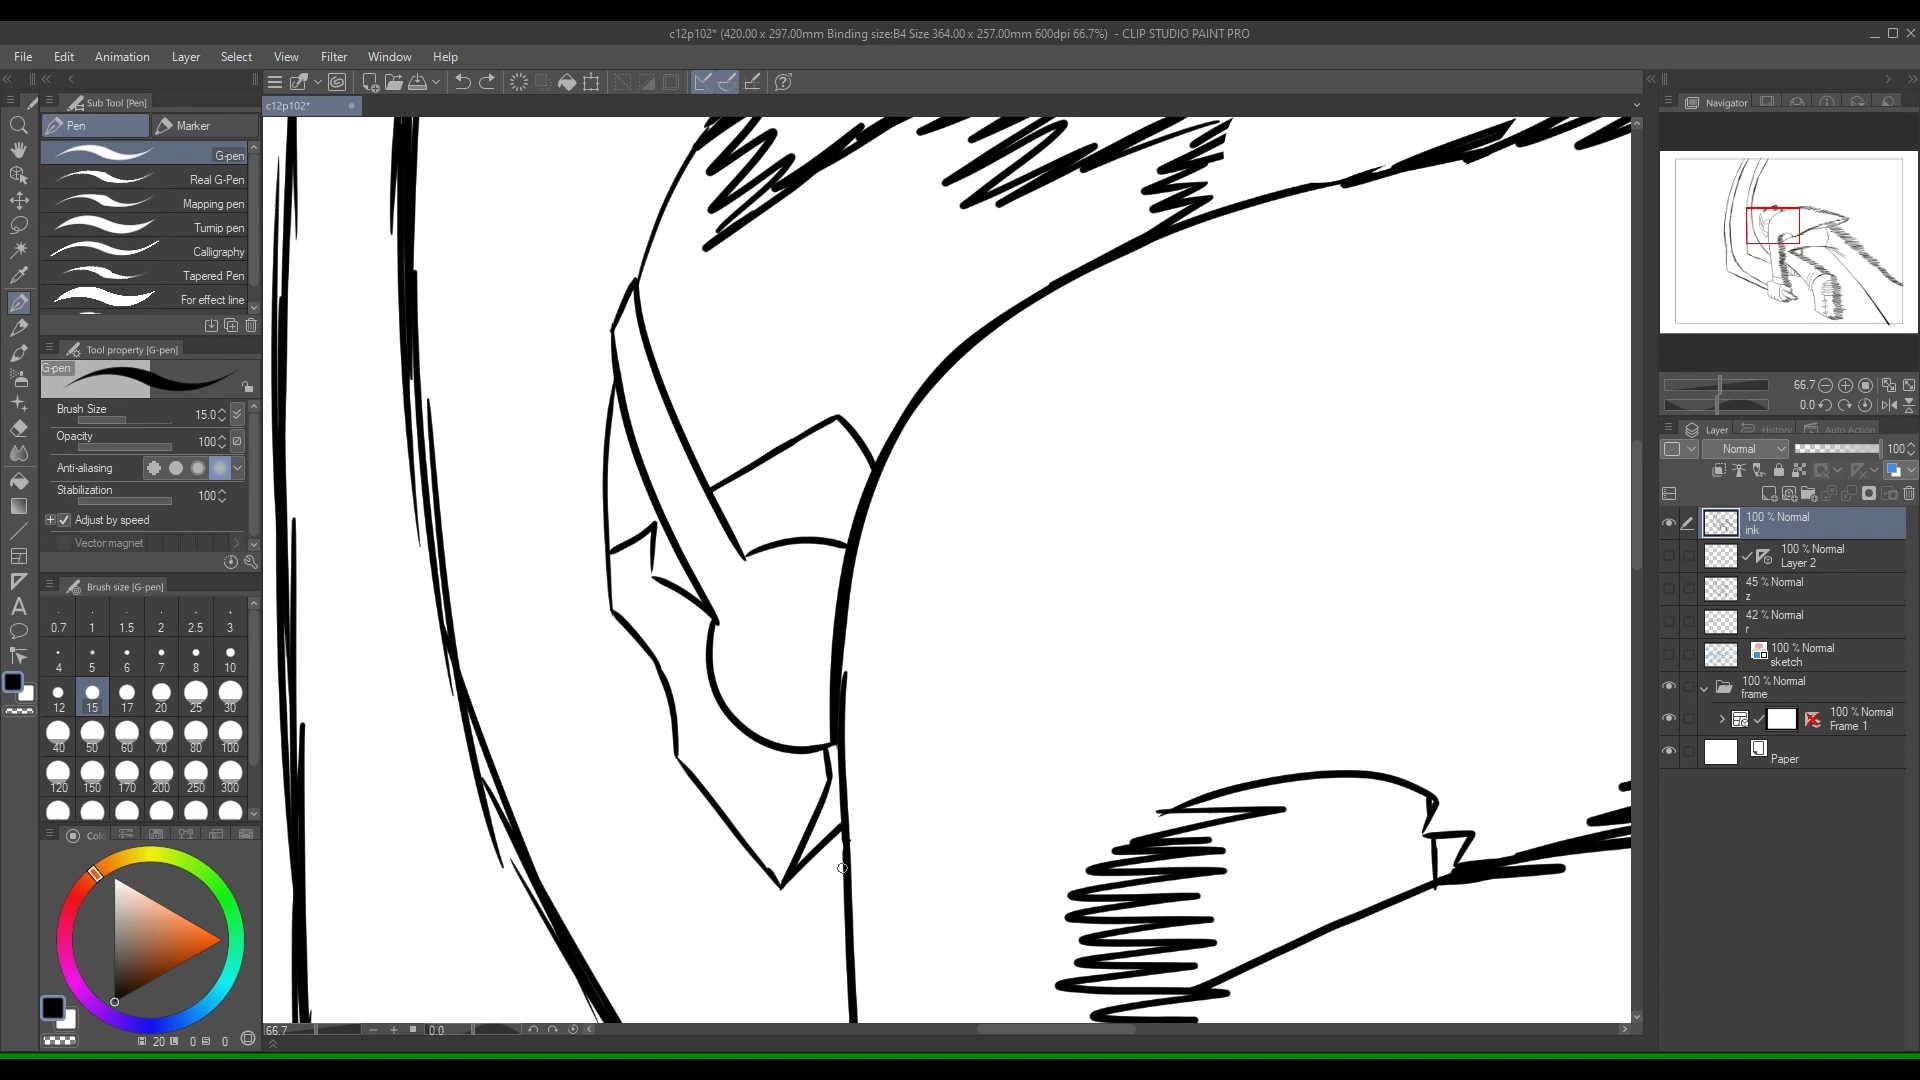 c12p102* (420.00 x 297.00mm Binding size:B4 Size 364.00 x 257.00mm 600dpi 66.7%) - CLIP STUDIO PAINT PRO
File Edit Animation Layer Select View Filter Window Help
Sub Tool [Pen]
c12p102*
Navigator
Pen Marker
G-pen
Real G-Pen
Mapping pen
Turnip pen
Calligraphy
Tapered Pen
For effect line
Tool property [G-pen]
G-pen
Brush Size 15.0
Opacity 100
Anti-aliasing
Stabilization 100
Adjust by speed
Vector magnet
Brush size [G-pen]
0.7 1 1.5 2 2.5 3
4 5 6 7 8 10
12 15 17 20 25 30
40 50 60 70 80 100
120 150 170 200 250 300
Colo
H 20 L 0 S 0
66.7 0.0
66.7
0.0
Layer History Auto Action
Normal 100
100 % Normal
ink
100 % Normal
Layer 2
45 % Normal
z
42 % Normal
r
100 % Normal
sketch
100 % Normal
frame
100 % Normal
Frame 1
Paper